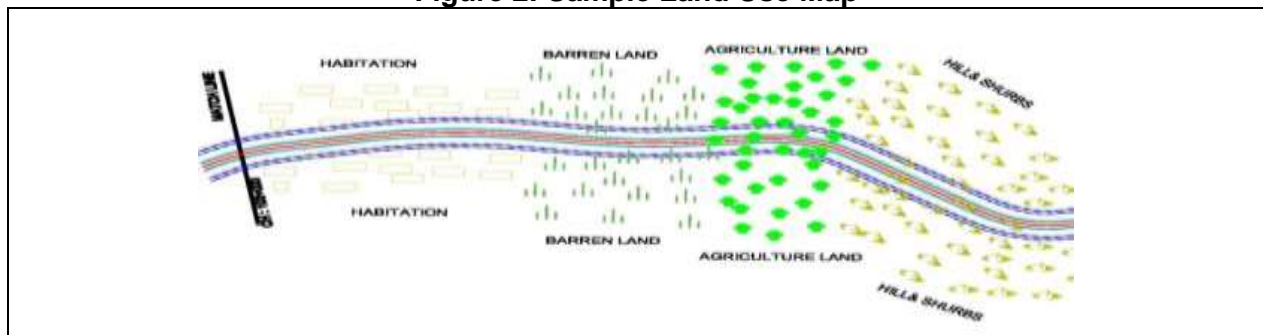 Figure 2: Sample Land Use Map
HABITATION
BARREN LAND
AGRICULTURE LAND
HILL& SHURBS
MATCH LINE
HABITATION
BARREN LAND
AGRICULTURE LAND
HILL& SHURBS